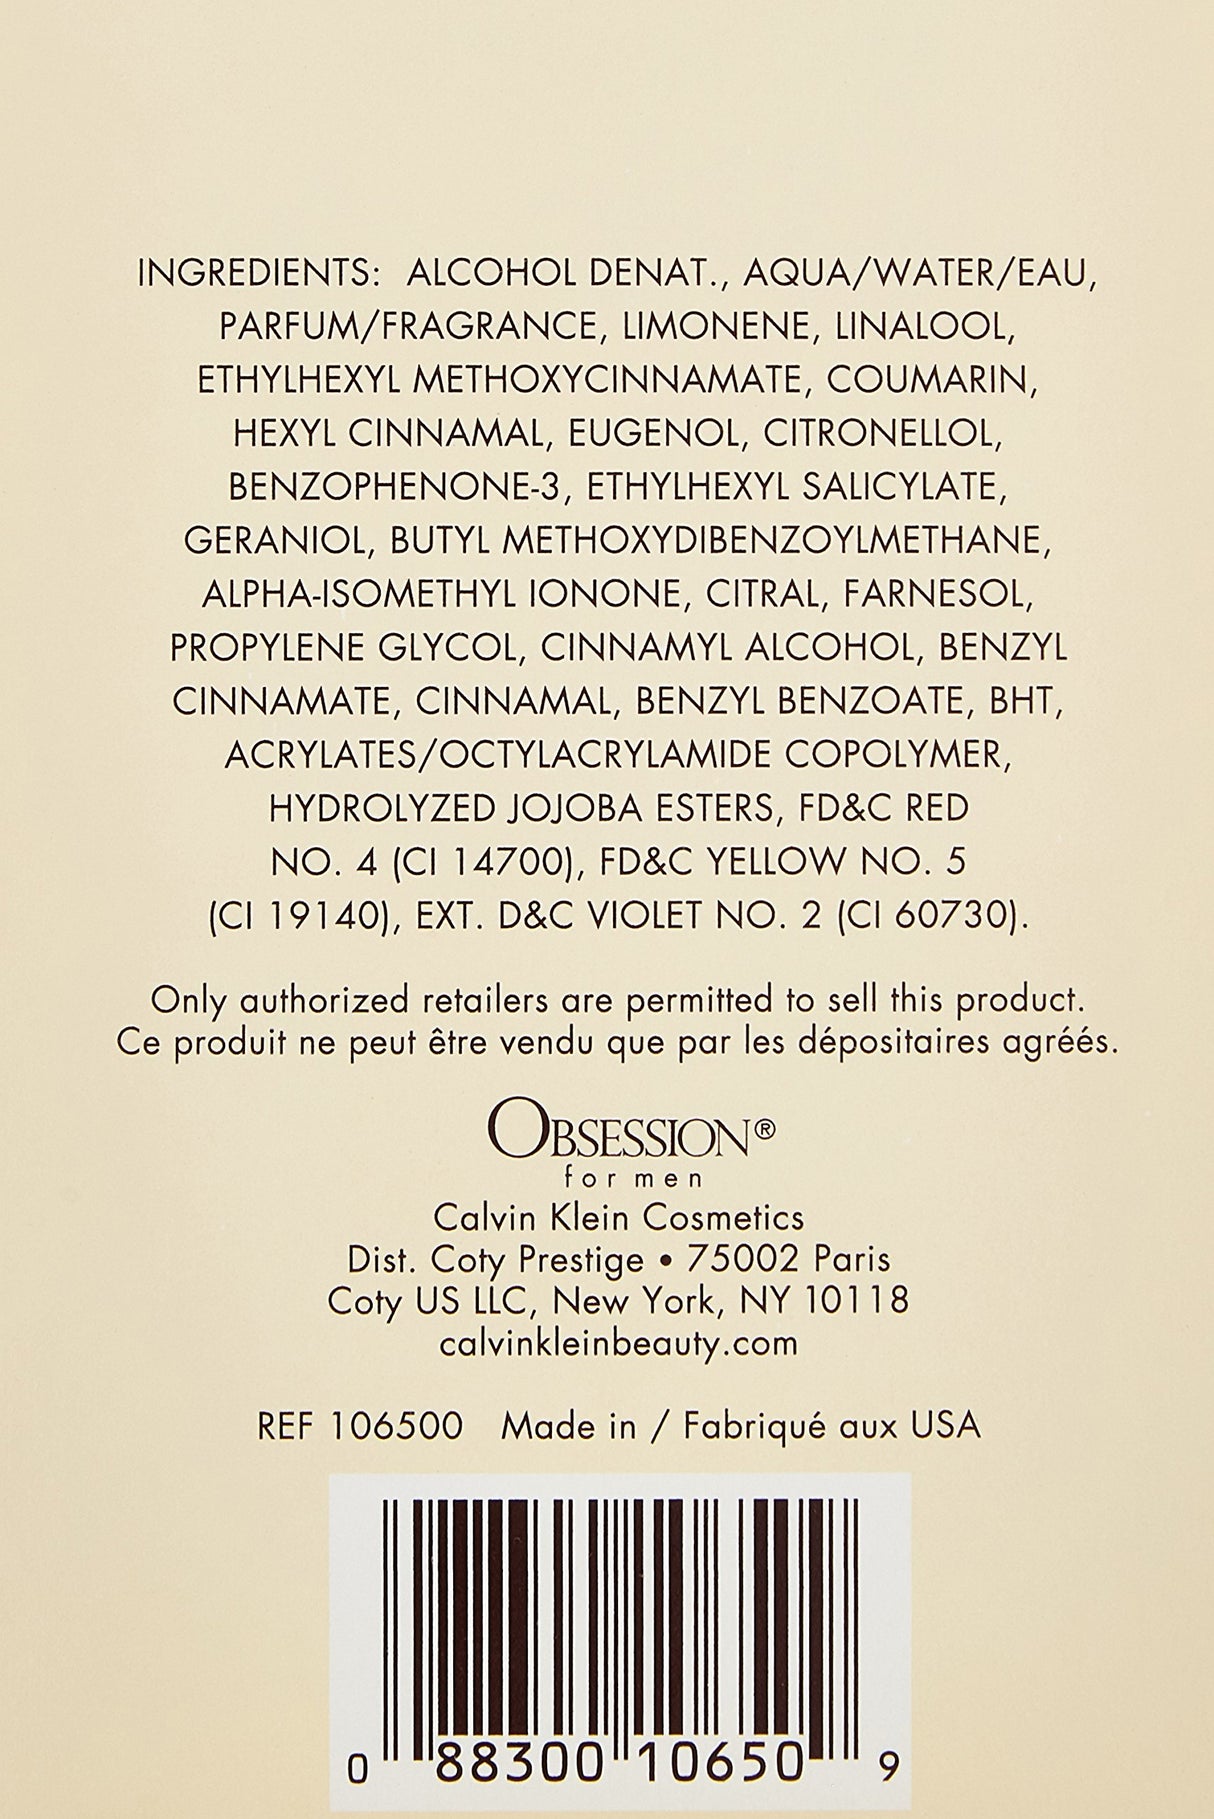 INGREDIENTS: ALCOHOL DENAT., AQUA/WATER/EAU,
PARFUM/FRAGRANCE, LIMONENE, LINALOOL,
ETHYLHEXYL METHOXYCINNAMATE, COUMARIN,
HEXYL CINNAMAL, EUGENOL, CITRONELLOL,
BENZOPHENONE-3, ETHYLHEXYL SALICYLATE,
GERANIOL, BUTYL METHOXYDIBENZOYLMETHANE,
ALPHA-ISOMETHYL IONONE, CITRAL, FARNESOL,
PROPYLENE GLYCOL, CINNAMYL ALCOHOL, BENZYL
CINNAMATE, CINNAMAL, BENZYL BENZOATE, BHT,
ACRYLATES/OCTYLACRYLAMIDE COPOLYMER,
HYDROLYZED JOJOBA ESTERS, FD&C RED
NO. 4 (CI 14700), FD&C YELLOW NO. 5
(CI 19140), EXT. D&C VIOLET NO. 2 (CI 60730).
Only authorized retailers are permitted to sell this product.
Ce produit ne peut être vendu que par les dépositaires agréés.
OBSESSION®
for men
Calvin Klein Cosmetics
Dist. Coty Prestige • 75002 Paris
Coty US LLC, New York, NY 10118
calvinkleinbeauty.com
REF 106500 Made in / Fabriqué aux USA
0 88300 10650 9